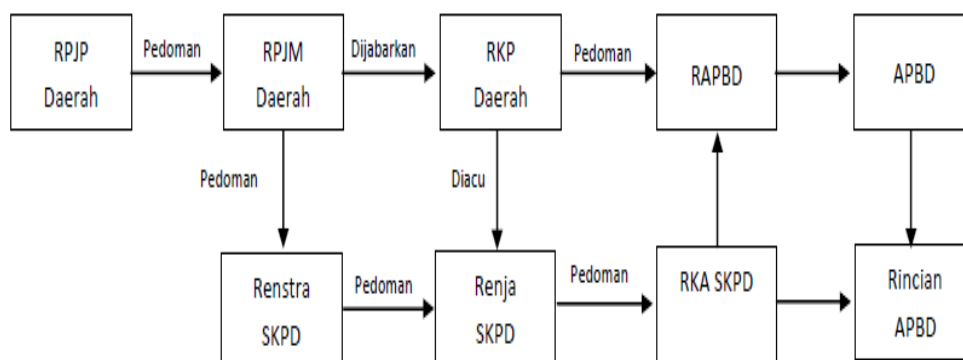 RPJP
Daerah
Pedoman
RPJM
Daerah
Dijabarkan
RKP
Daerah
Pedoman
RAPBD
APBD
Pedoman
Diacu
Renstra
SKPD
Pedoman
Renja
SKPD
Pedoman
RKA SKPD
Rincian
APBD